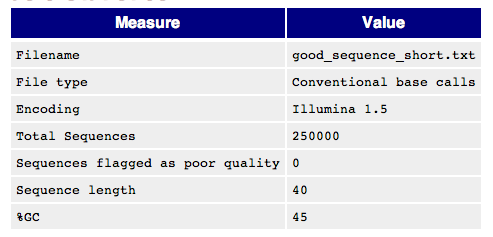 Measure Value
Filename good_sequence_short.txt
File type Conventional base calls
Encoding Illumina 1.5
Total Sequences 250000
Sequences flagged as poor quality 0
Sequence length 40
%GC 45